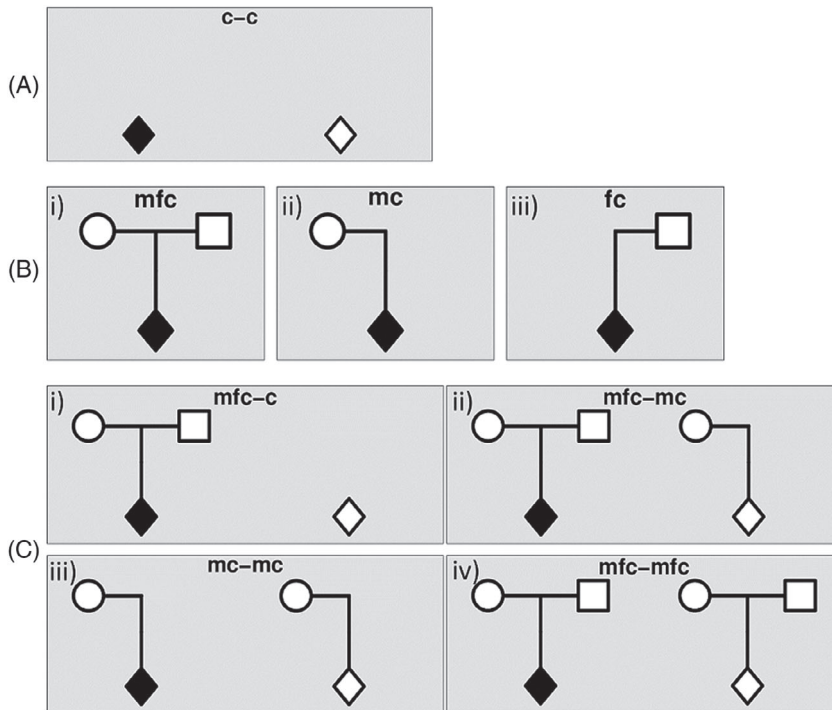 c–c
(A)
i) mfc
ii) mc
iii) fc
(B)
i) mfc–c
ii) mfc–mc
(C)
iii) mc–mc
iv) mfc–mfc